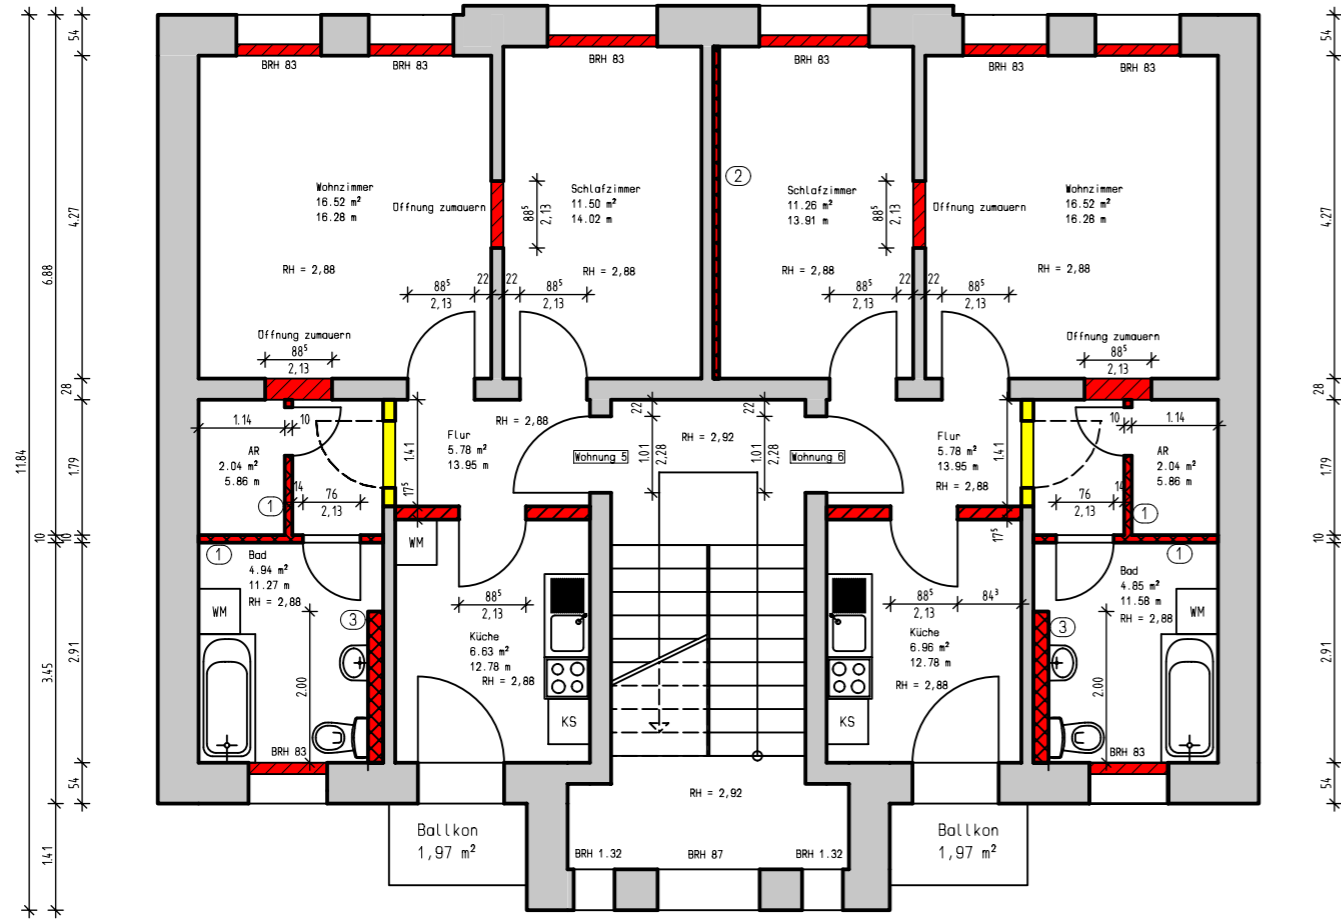 BRH 83
BRH 83
BRH 83
BRH 83
BRH 83
BRH 83
54
11.84
6.88
4.27
28
1.79
10
10
3.45
2.91
54
1.41
54
4.27
28
1.79
10
2.91
54
Wohnzimmer
16.52 m²
16.28 m
Öffnung zumauern
RH = 2,88
Öffnung zumauern
88⁵
2,13
88⁵
2,13
22
22
88⁵
2,13
88⁵
2,13
Schlafzimmer
11.50 m²
14.02 m
RH = 2,88
2
Schlafzimmer
11.26 m²
13.91 m
RH = 2,88
88⁵
2,13
88⁵
2,13
22
22
88⁵
2,13
Wohnzimmer
16.52 m²
16.28 m
Öffnung zumauern
RH = 2,88
Öffnung zumauern
88⁵
2,13
1.14
10
AR
2.04 m²
5.86 m
1
14
76
2,13
1
Flur
5.78 m²
13.95 m
RH = 2,88
1.41
17⁵
Wohnung 5
22
1.01
2,28
RH = 2,92
22
1.01
2,28
Wohnung 6
Flur
5.78 m²
13.95 m
RH = 2,88
1.41
17⁵
10
1.14
AR
2.04 m²
5.86 m
14
76
2,13
1
1
Bad
4.94 m²
11.27 m
RH = 2,88
WM
3
2.00
BRH 83
WM
88⁵
2,13
Küche
6.63 m²
12.78 m
RH = 2,88
KS
88⁵
2,13
84³
Küche
6.96 m²
12.78 m
RH = 2,88
KS
Bad
4.85 m²
11.58 m
RH = 2,88
WM
3
2.00
BRH 83
RH = 2,92
Ballkon
1,97 m²
BRH 1.32
BRH 87
BRH 1.32
Ballkon
1,97 m²